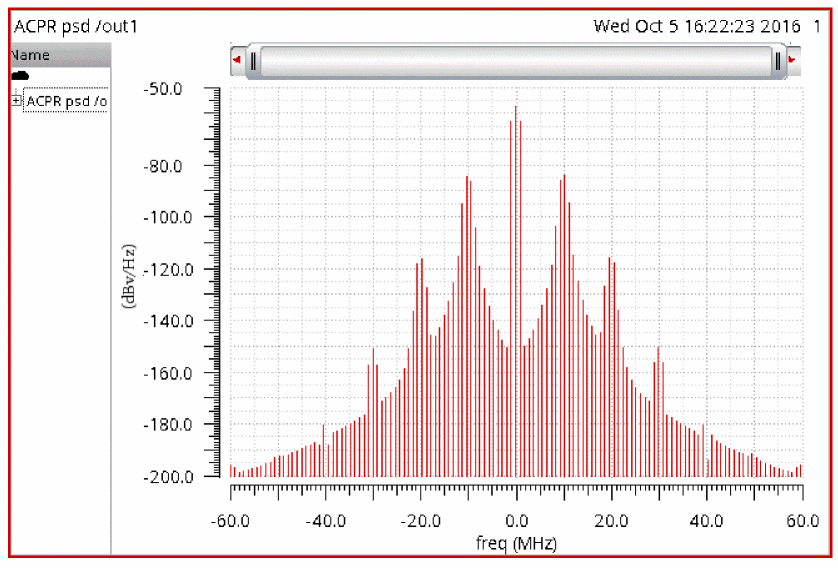 ACPR psd /out1
Wed Oct 5 16:22:23 2016 1
Name
ACPR psd /o
-50.0
-80.0
-100.0
-120.0
-140.0
-160.0
-180.0
-200.0
(dBv/Hz)
-60.0 -40.0 -20.0 0.0 20.0 40.0 60.0
freq (MHz)